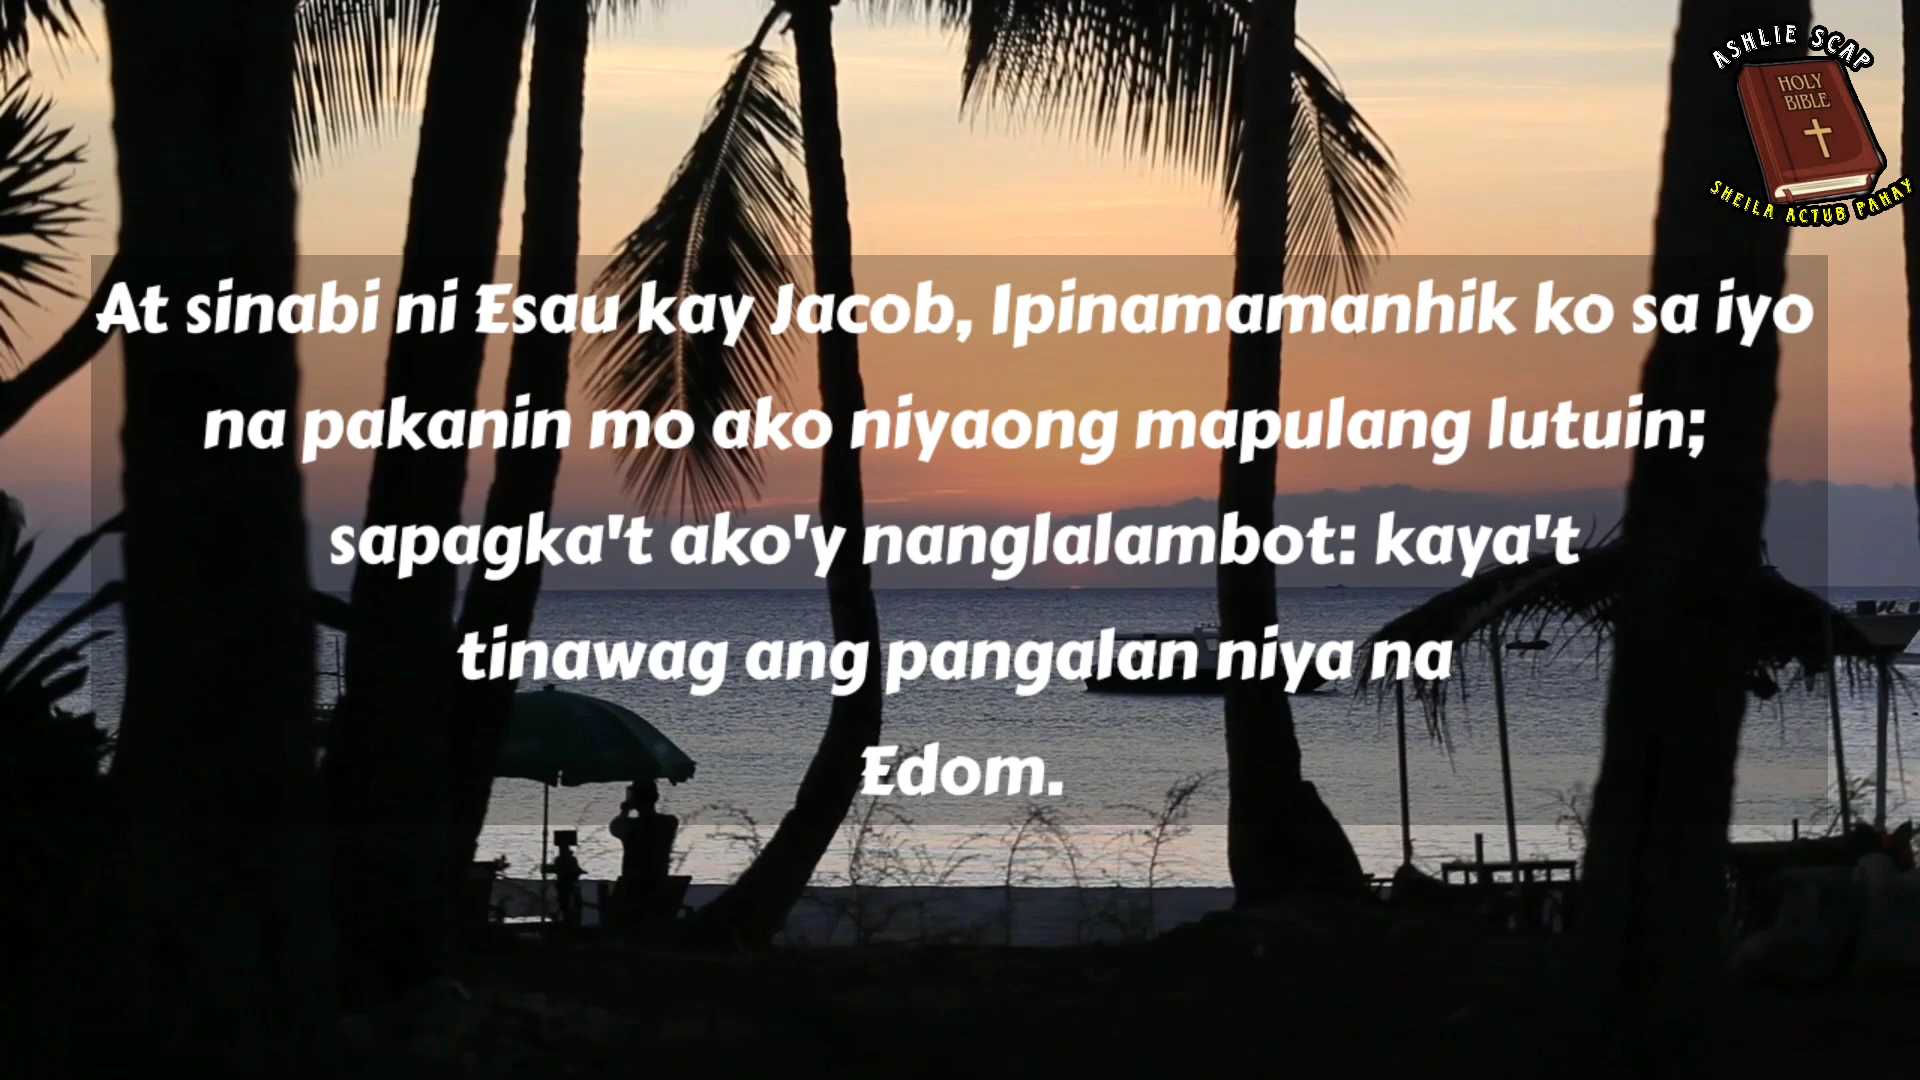 ASHLIE SCAP
HOLY
BIBLE
SHEILA ACTUB PAHAY
At sinabi ni Esau kay Jacob, Ipinamamanhik ko sa iyo
na pakanin mo ako niyaong mapulang lutuin;
sapagka't ako'y nanglalambot: kaya't
tinawag ang pangalan niya na
Edom.